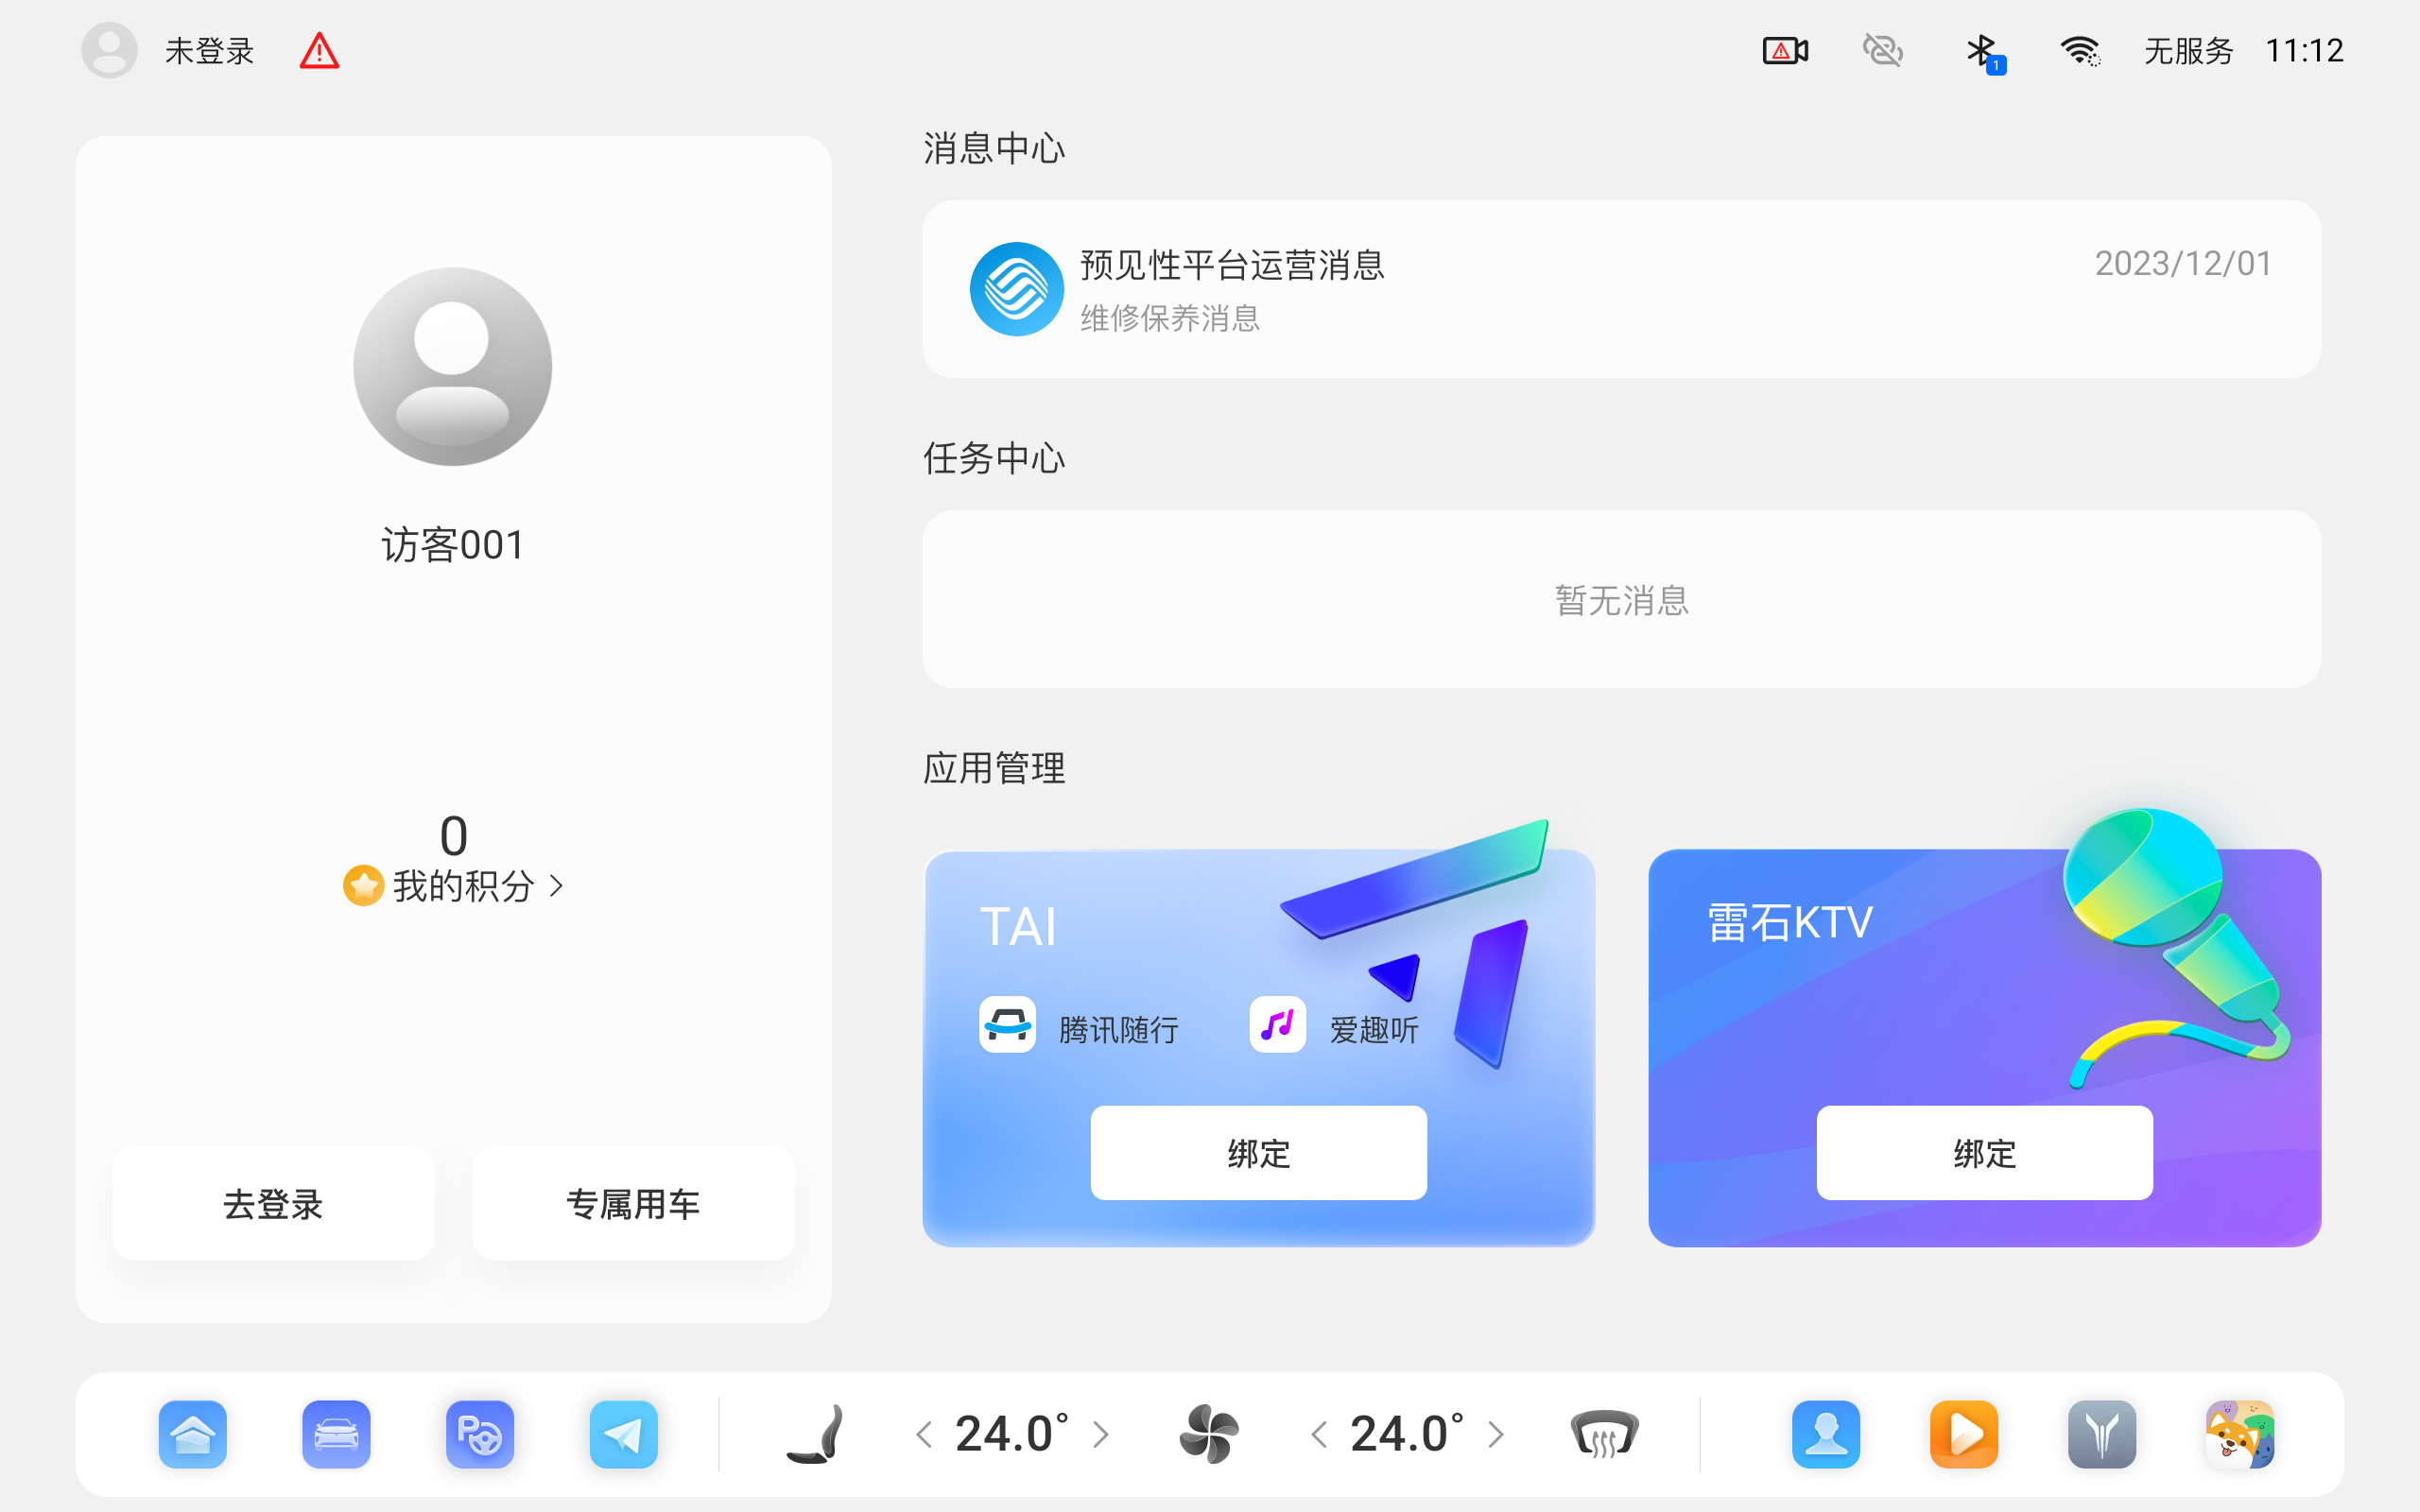 未登录
1
无服务
11:12
访客001
0
我的积分
去登录
专属用车
消息中心
预见性平台运营消息
2023/12/01
维修保养消息
任务中心
暂无消息
应用管理
TAI
腾讯随行
爱趣听
绑定
雷石KTV
绑定
24.0°
24.0°